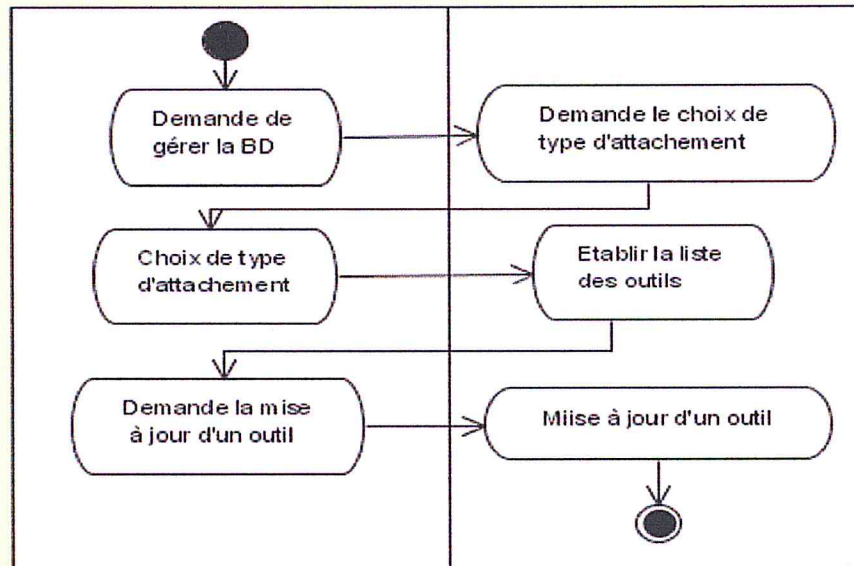 Demande de
gérer la BD
Demande le choix de
type d'attachement
Choix de type
d'attachement
Etablir la liste
des outils
Demande la mise
à jour d'un outil
Miise à jour d'un outil